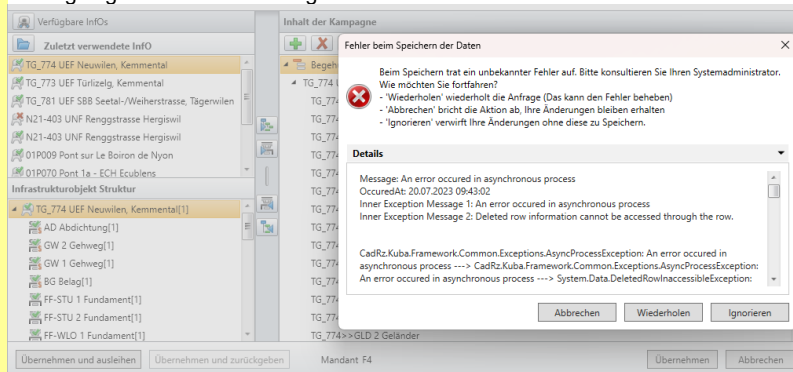 Verfügbare InfOs
Zuletzt verwendete InfO
TG_774 UEF Neuwilen, Kemmental
TG_773 UEF Türlizelg, Kemmental
TG_781 UEF SBB Seetal-/Weiherstrasse, Tägerwilen
N21-403 UNF Renggstrasse Hergiswil
N21-403 UNF Renggstrasse Hergiswil
01P009 Pont sur Le Boiron de Nyon
01P070 Pont 1a - ECH Ecublens
Infrastrukturobjekt Struktur
TG_774 UEF Neuwilen, Kemmental[1]
AD Abdichtung[1]
GW 2 Gehweg[1]
GW 1 Gehweg[1]
BG Belag[1]
FF-STU 1 Fundament[1]
FF-STU 2 Fundament[1]
FF-WLO 1 Fundament[1]
Inhalt der Kampagne
TG_774
TG_774>>GLD 2 Geländer
Fehler beim Speichern der Daten
Beim Speichern trat ein unbekannter Fehler auf. Bitte konsultieren Sie Ihren Systemadministrator.
Wie möchten Sie fortfahren?
- 'Wiederholen' wiederholt die Anfrage (Das kann den Fehler beheben)
- 'Abbrechen' bricht die Aktion ab, Ihre Änderungen bleiben erhalten
- 'Ignorieren' verwirft Ihre Änderungen ohne diese zu Speichern.
Details
Message: An error occured in asynchronous process
OccuredAt: 20.07.2023 09:43:02
Inner Exception Message 1: An error occured in asynchronous process
Inner Exception Message 2: Deleted row information cannot be accessed through the row.
CadRz.Kuba.Framework.Common.Exceptions.AsyncProcessException: An error occured in
asynchronous process ---> CadRz.Kuba.Framework.Common.Exceptions.AsyncProcessException:
An error occured in asynchronous process ---> System.Data.DeletedRowInaccessibleException:
Abbrechen Wiederholen Ignorieren
Übernehmen und ausleihen Übernehmen und zurückgeben Mandant F4 Übernehmen Abbrechen